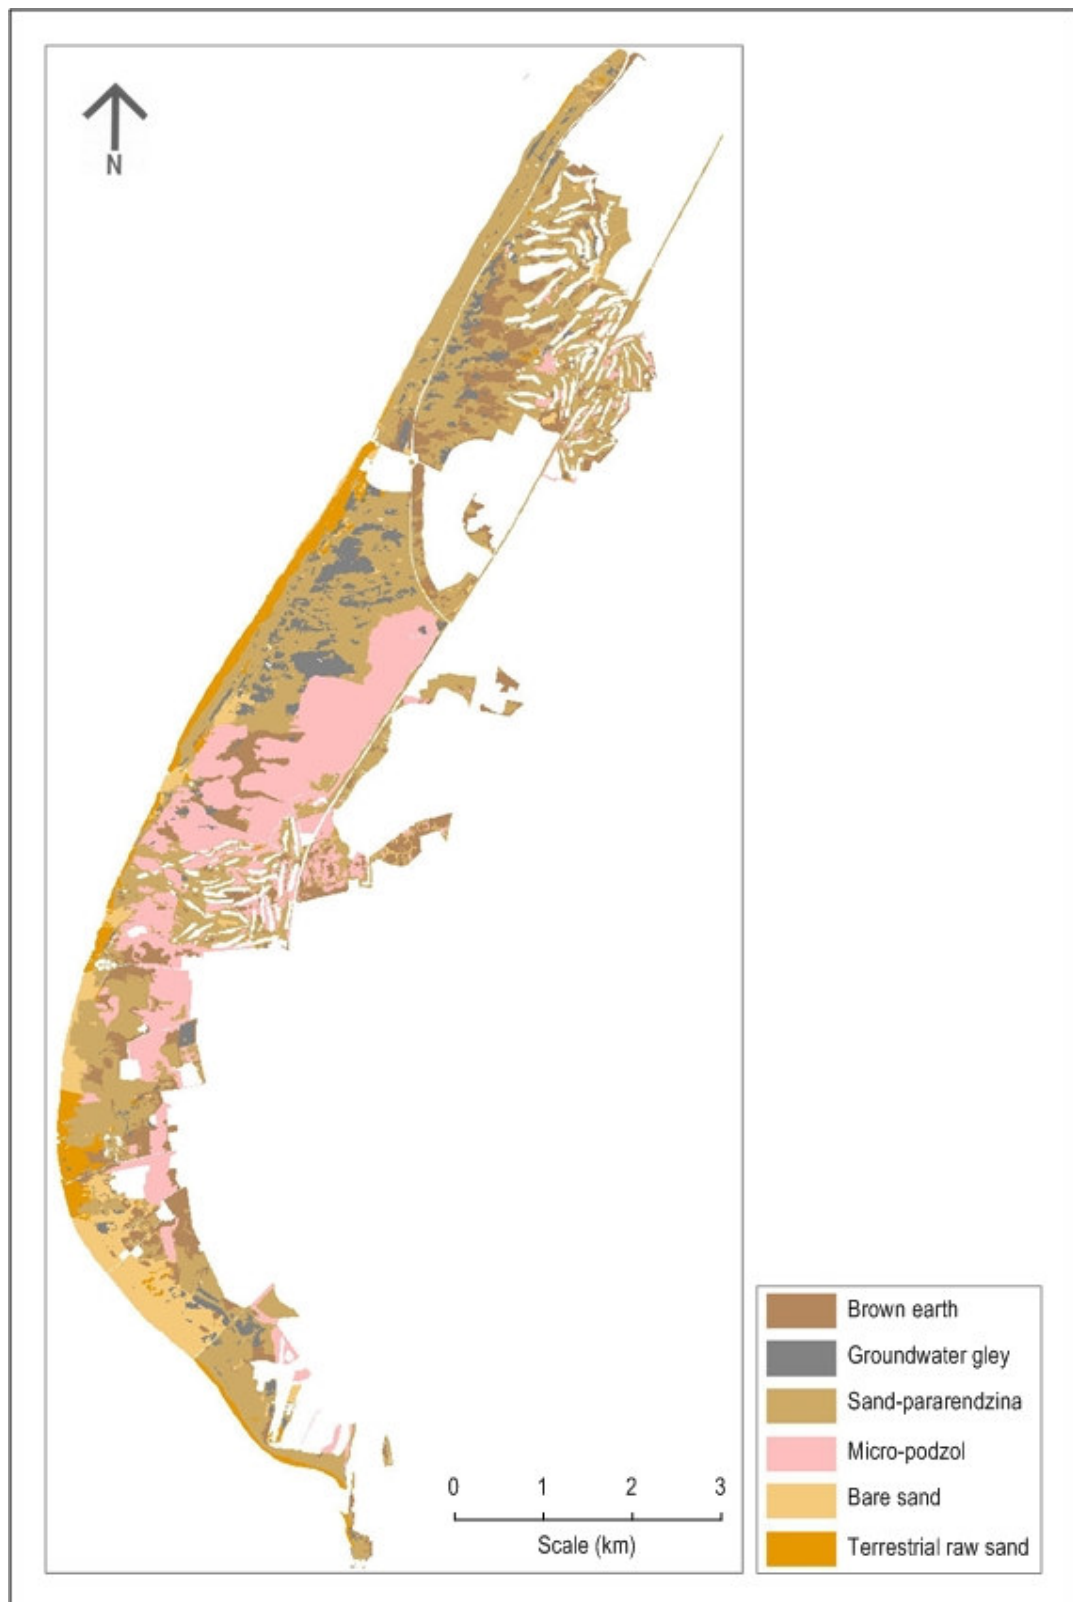 N
Brown earth
Groundwater gley
Sand-pararendzina
Micro-podzol
Bare sand
Terrestrial raw sand
0 1 2 3
Scale (km)